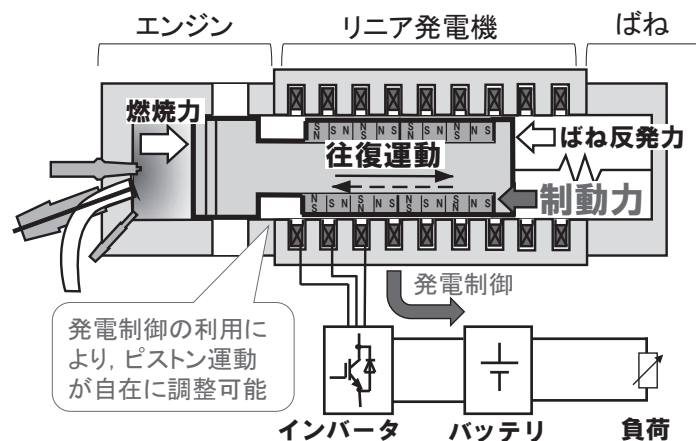 エンジン
リニア発電機
ばね
燃焼力
往復運動
ばね反発力
制動力
発電制御
発電制御の利用に
より, ピストン運動
が自在に調整可能
インバータ
バッテリ
負荷